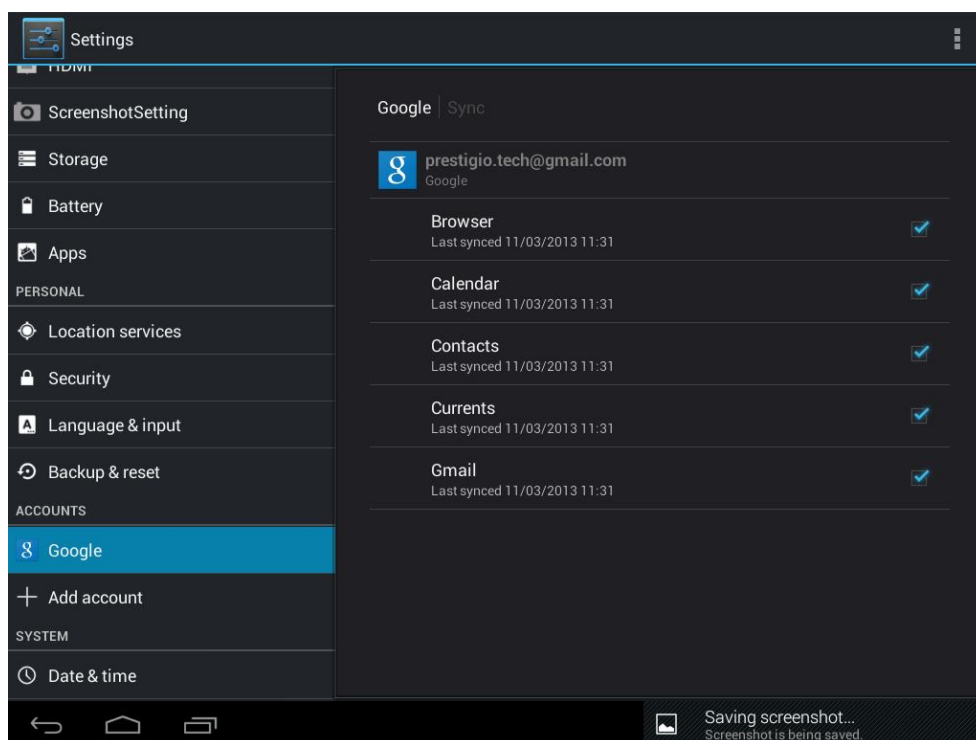 Settings
HDMI
ScreenshotSetting
Storage
Battery
Apps
PERSONAL
Location services
Security
Language & input
Backup & reset
ACCOUNTS
Google
Add account
SYSTEM
Date & time
Google | Sync
prestigio.tech@gmail.com
Google
Browser
Last synced 11/03/2013 11:31
Calendar
Last synced 11/03/2013 11:31
Contacts
Last synced 11/03/2013 11:31
Currents
Last synced 11/03/2013 11:31
Gmail
Last synced 11/03/2013 11:31
Saving screenshot...
Screenshot is being saved.